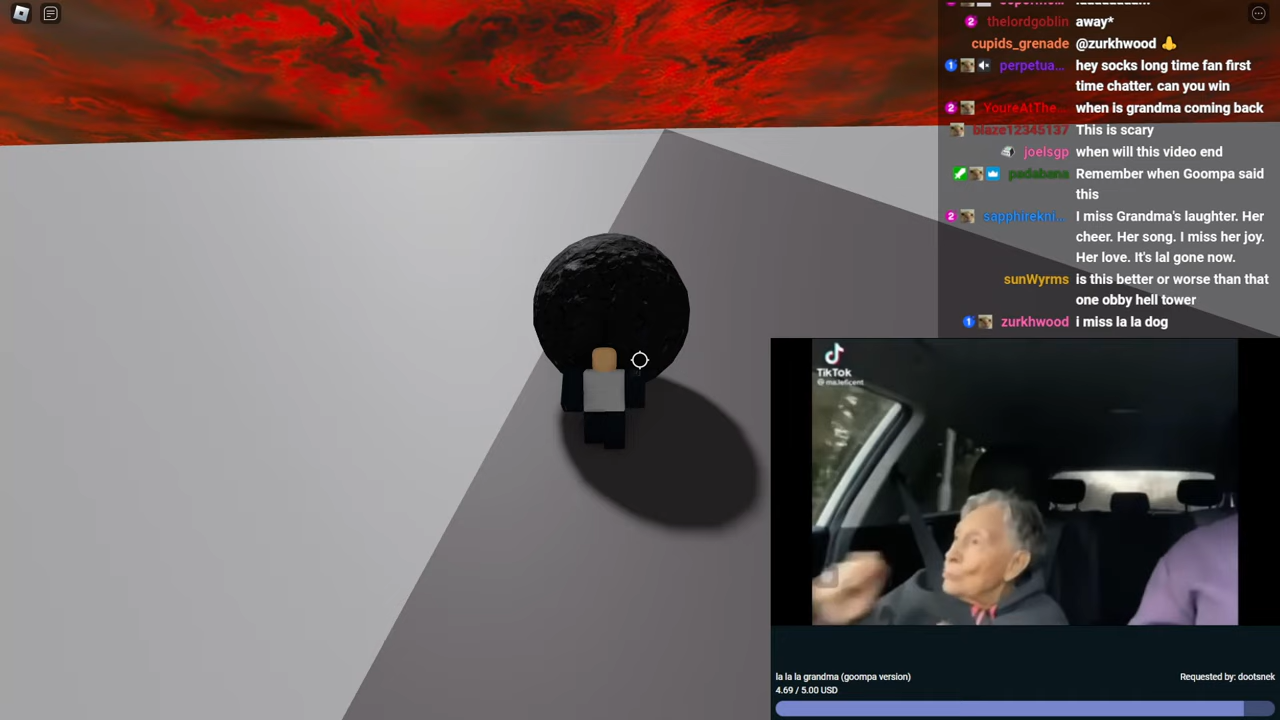 thelordgoblin away*
cupids_grenade @zurkhwood
perpetua... hey socks long time fan first
time chatter. can you win
YoureAtThe... when is grandma coming back
blaze12345137 This is scary
joelsgp when will this video end
padabana Remember when Goompa said
this
sapphirekni... I miss Grandma's laughter. Her
cheer. Her song. I miss her joy.
Her love. It's lal gone now.
sunWyrms is this better or worse than that
one obby hell tower
zurkhwood i miss la la dog
TikTok
@ ma.leficent
la la la grandma (goompa version)
Requested by: dootsnek
4.69 / 5.00 USD